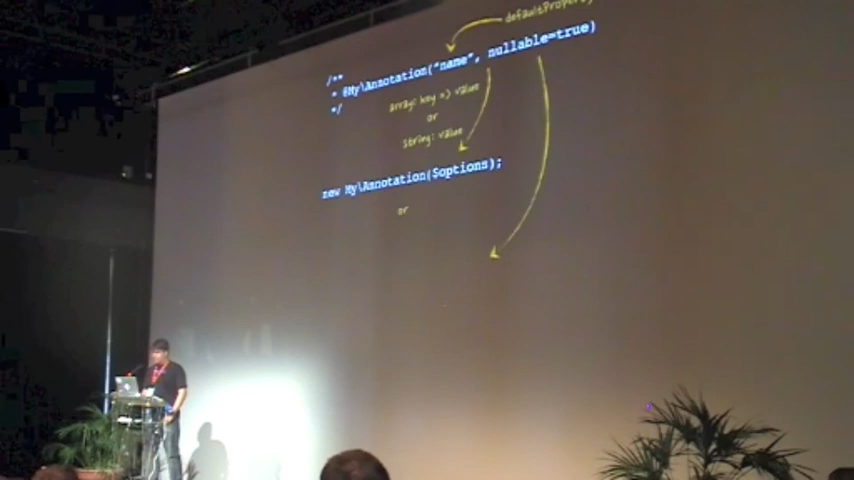 defaultProperty
/**
* @My\Annotation("name", nullable=true)
*/
array: key => value
or
string: value
new My\Annotation($options);
or